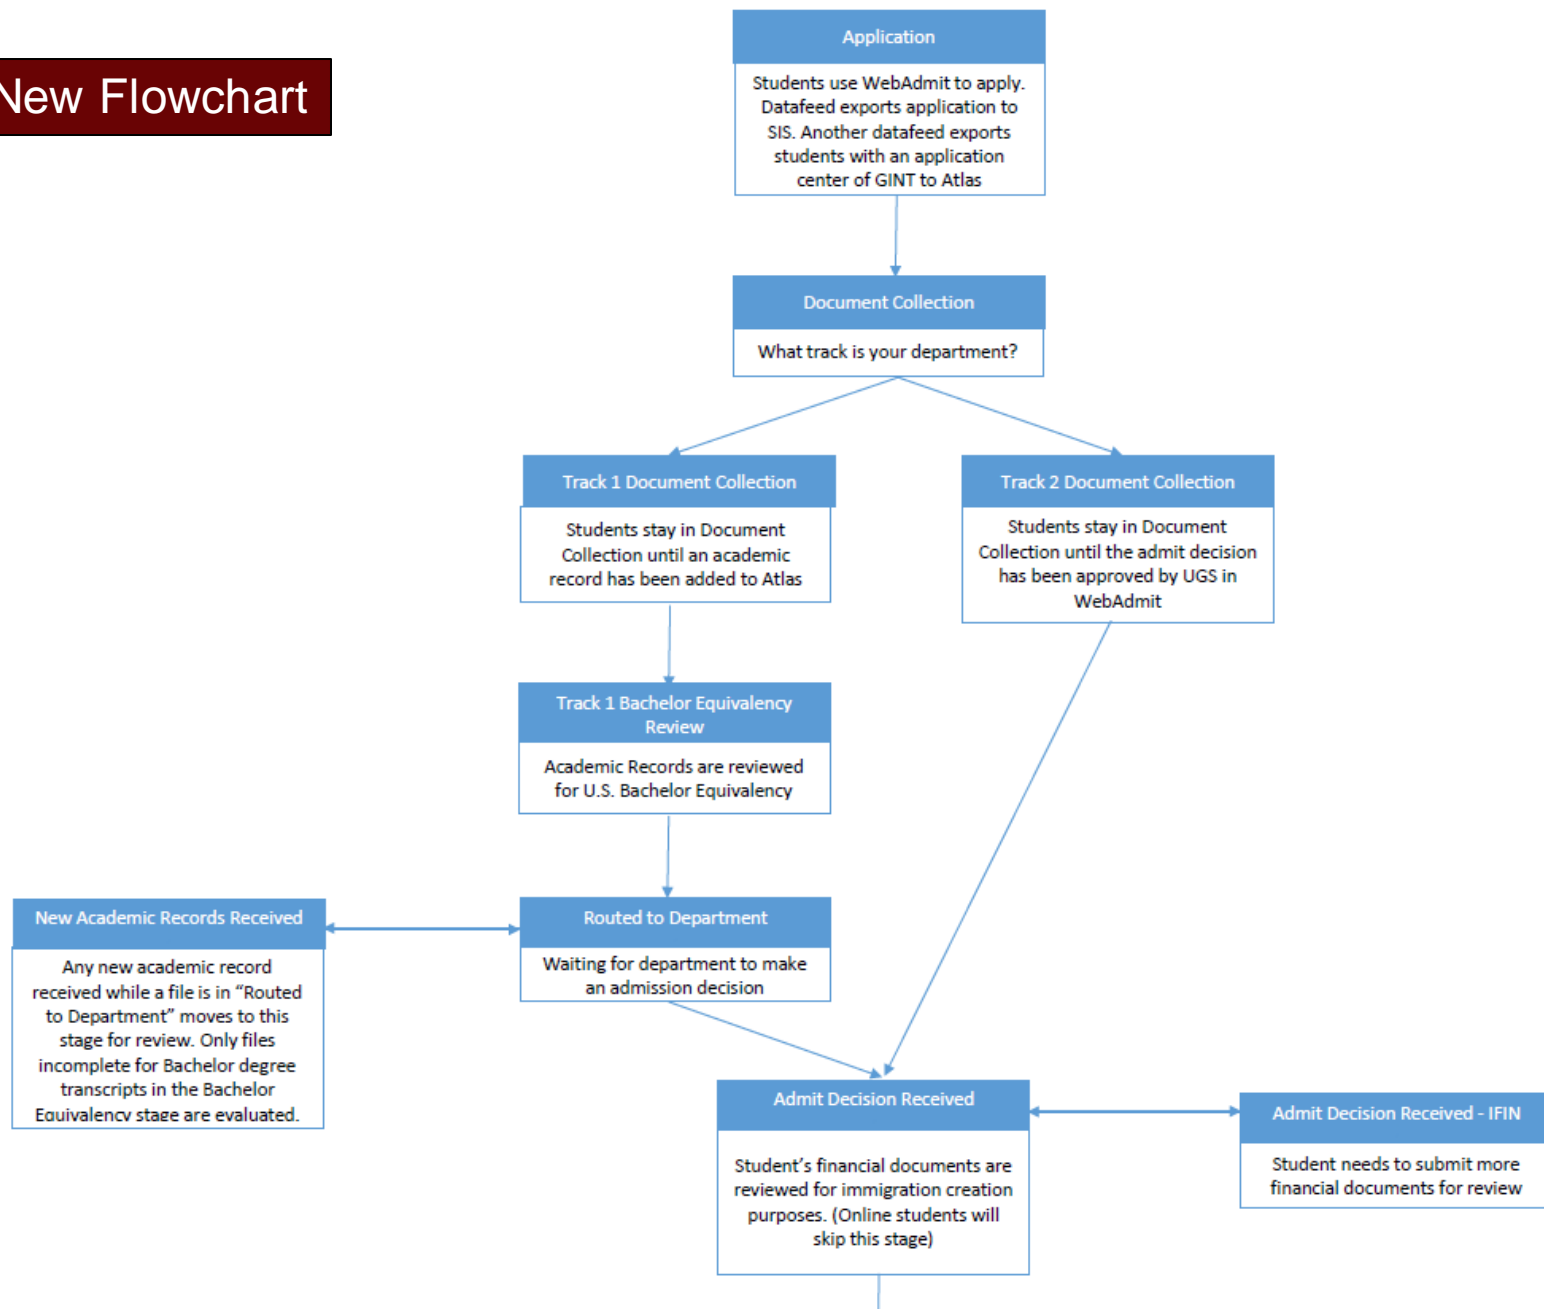 New Flowchart
Application
Students use WebAdmit to apply.
Datafeed exports application to
SIS. Another datafeed exports
students with an application
center of GINT to Atlas
Document Collection
What track is your department?
Track 1 Document Collection
Students stay in Document
Collection until an academic
record has been added to Atlas
Track 2 Document Collection
Students stay in Document
Collection until the admit decision
has been approved by UGS in
WebAdmit
Track 1 Bachelor Equivalency
Review
Academic Records are reviewed
for U.S. Bachelor Equivalency
New Academic Records Received
Any new academic record
received while a file is in “Routed
to Department” moves to this
stage for review. Only files
incomplete for Bachelor degree
transcripts in the Bachelor
Equivalency stage are evaluated.
Routed to Department
Waiting for department to make
an admission decision
Admit Decision Received
Student’s financial documents are
reviewed for immigration creation
purposes. (Online students will
skip this stage)
Admit Decision Received - IFIN
Student needs to submit more
financial documents for review